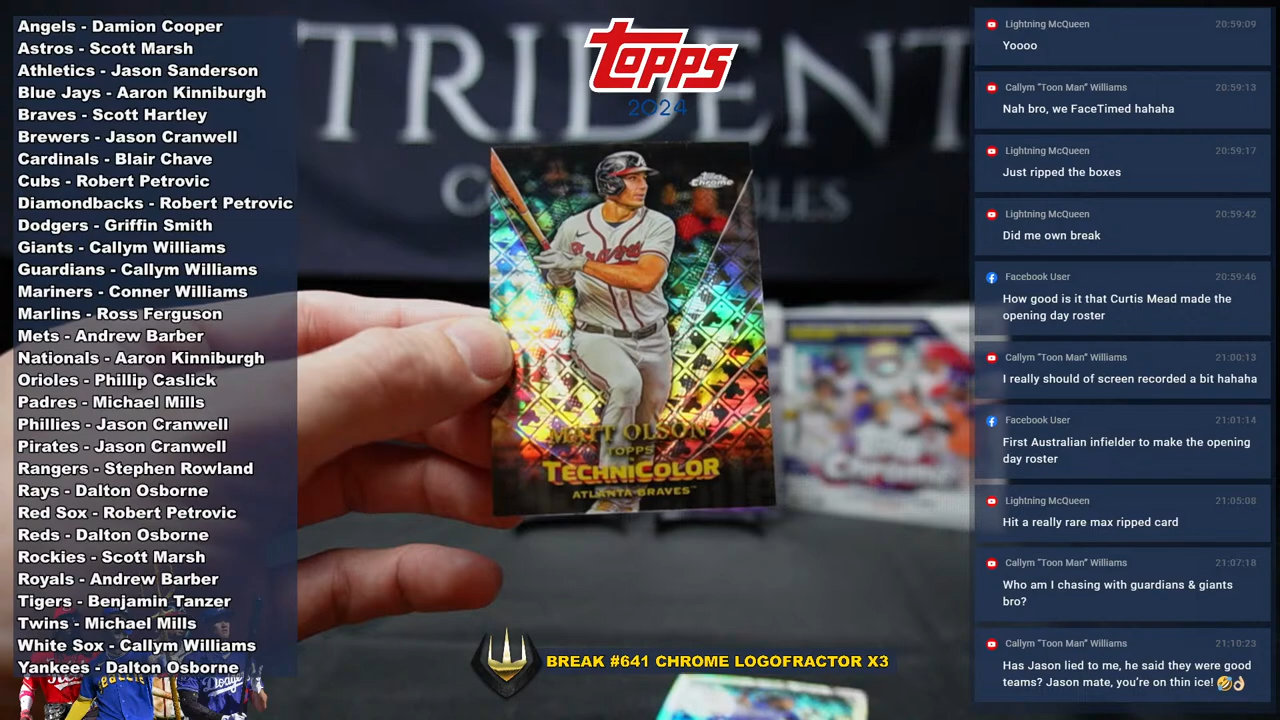 Angels - Damion Cooper
Astros - Scott Marsh
Athletics - Jason Sanderson
Blue Jays - Aaron Kinniburgh
Braves - Scott Hartley
Brewers - Jason Cranwell
Cardinals - Blair Chave
Cubs - Robert Petrovic
Diamondbacks - Robert Petrovic
Dodgers - Griffin Smith
Giants - Callym Williams
Guardians - Callym Williams
Mariners - Conner Williams
Marlins - Ross Ferguson
Mets - Andrew Barber
Nationals - Aaron Kinniburgh
Orioles - Phillip Caslick
Padres - Michael Mills
Phillies - Jason Cranwell
Pirates - Jason Cranwell
Rangers - Stephen Rowland
Rays - Dalton Osborne
Red Sox - Robert Petrovic
Reds - Dalton Osborne
Rockies - Scott Marsh
Royals - Andrew Barber
Tigers - Benjamin Tanzer
Twins - Michael Mills
White Sox - Callym Williams
Yankees - Dalton Osborne
TRIDENT
topps
2024
Topps
Chrome
Braves
MATT OLSON
TOPPS
TECHNICOLOR
ATLANTA BRAVES™
Chrome
BREAK #641 CHROME LOGOFRACTOR X3
Lightning McQueen 20:59:09
Yoooo
Callym "Toon Man" Williams 20:59:13
Nah bro, we FaceTimed hahaha
Lightning McQueen 20:59:17
Just ripped the boxes
Lightning McQueen 20:59:42
Did me own break
Facebook User 20:59:46
How good is it that Curtis Mead made the
opening day roster
Callym "Toon Man" Williams 21:00:13
I really should of screen recorded a bit hahaha
Facebook User 21:01:14
First Australian infielder to make the opening
day roster
Lightning McQueen 21:05:08
Hit a really rare max ripped card
Callym "Toon Man" Williams 21:07:18
Who am I chasing with guardians & giants
bro?
Callym "Toon Man" Williams 21:10:23
Has Jason lied to me, he said they were good
teams? Jason mate, you're on thin ice! 🤣👌